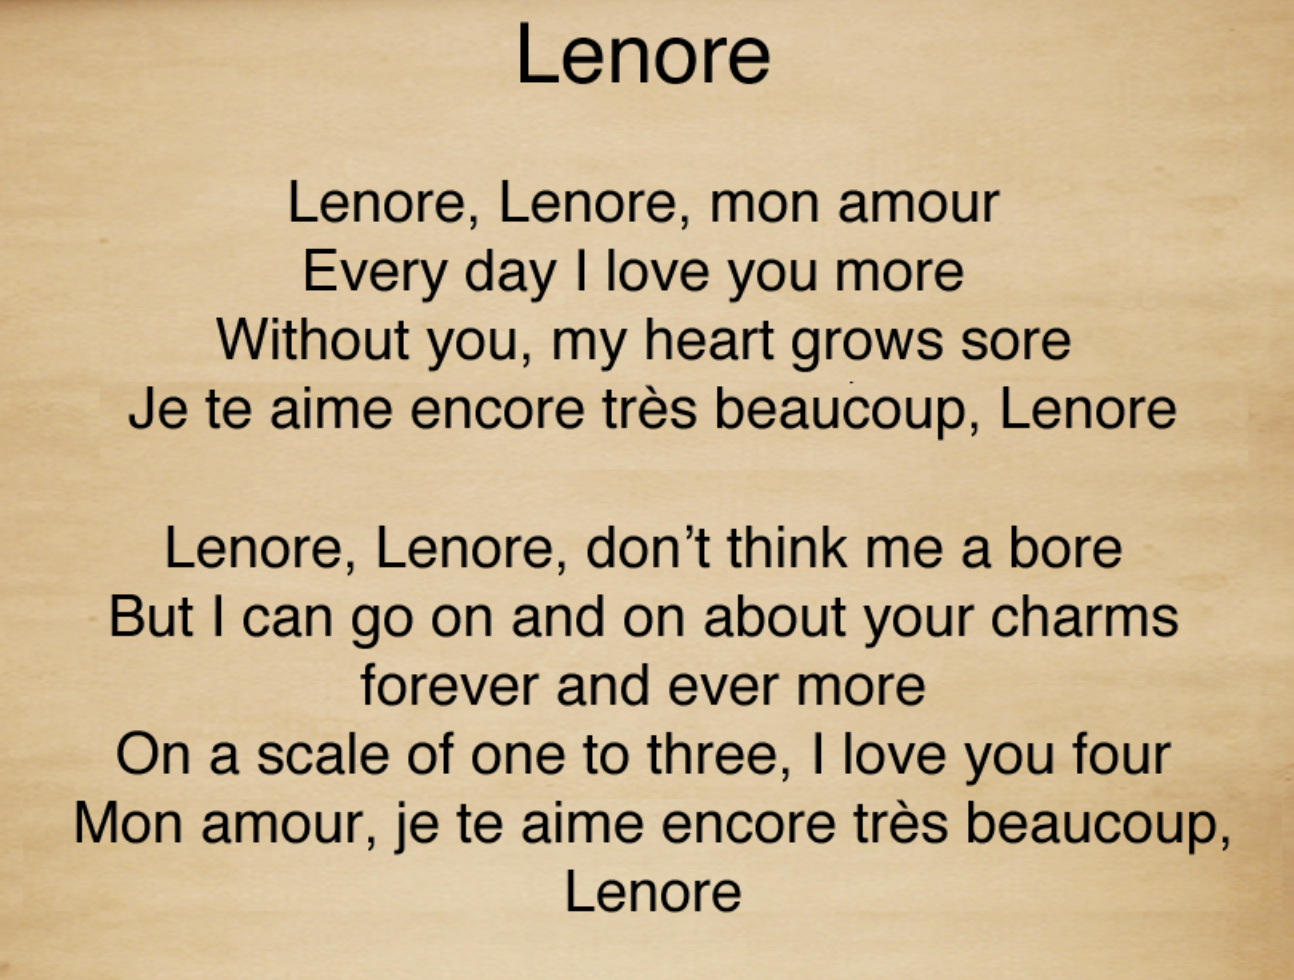 Lenore
Lenore, Lenore, mon amour
Every day I love you more
Without you, my heart grows sore
Je te aime encore très beaucoup, Lenore
Lenore, Lenore, don’t think me a bore
But I can go on and on about your charms
forever and ever more
On a scale of one to three, I love you four
Mon amour, je te aime encore très beaucoup,
Lenore